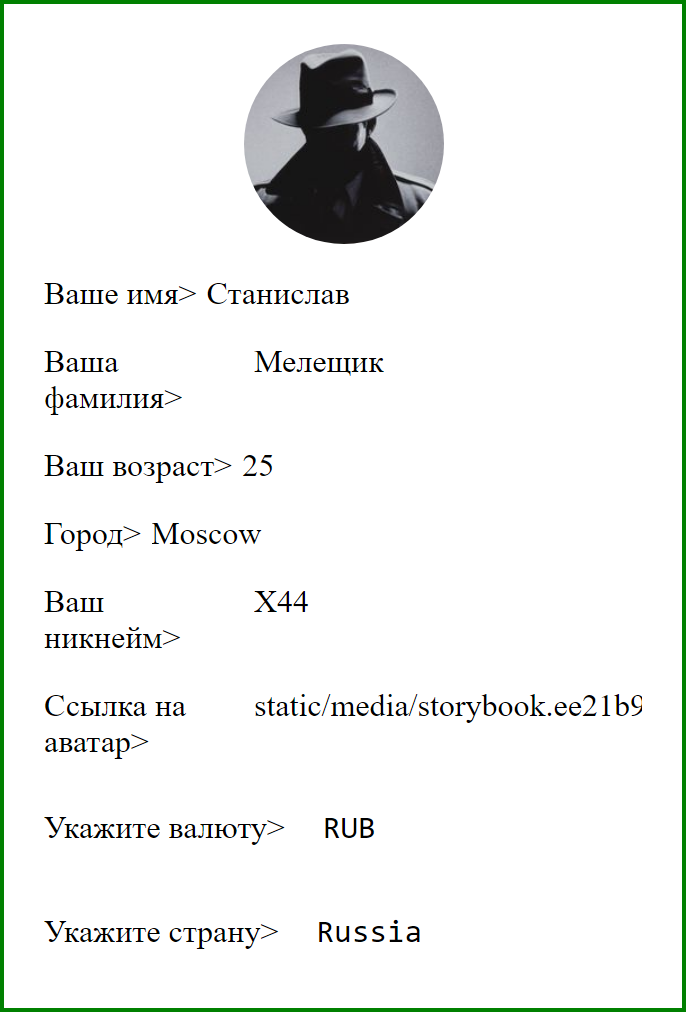 Ваше имя> Станислав
Ваша Мелещик
фамилия>
Ваш возраст> 25
Город> Moscow
Ваш X44
никнейм>
Ссылка на static/media/storybook.ee21b9
аватар>
Укажите валюту> RUB
Укажите страну> Russia